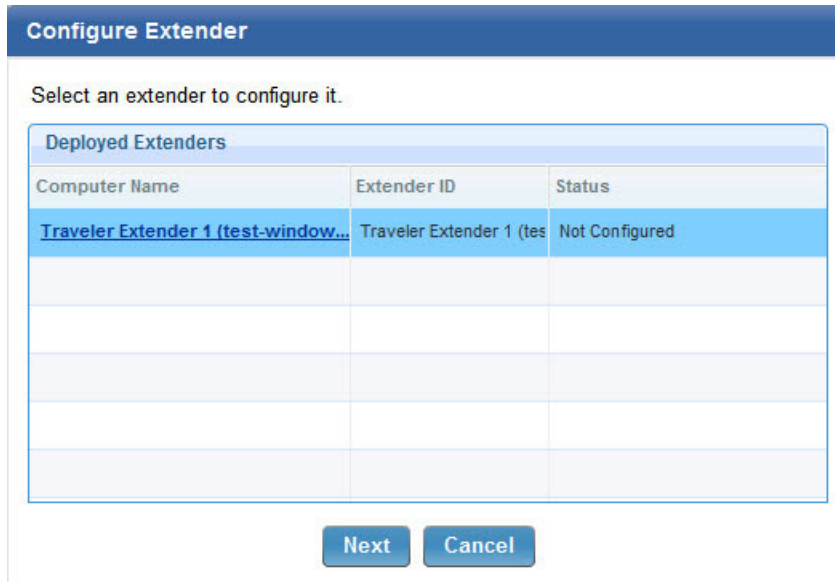 Configure Extender
Select an extender to configure it.
Deployed Extenders
Computer Name Extender ID Status
Traveler Extender 1 (test-window... Traveler Extender 1 (tes Not Configured
Next Cancel